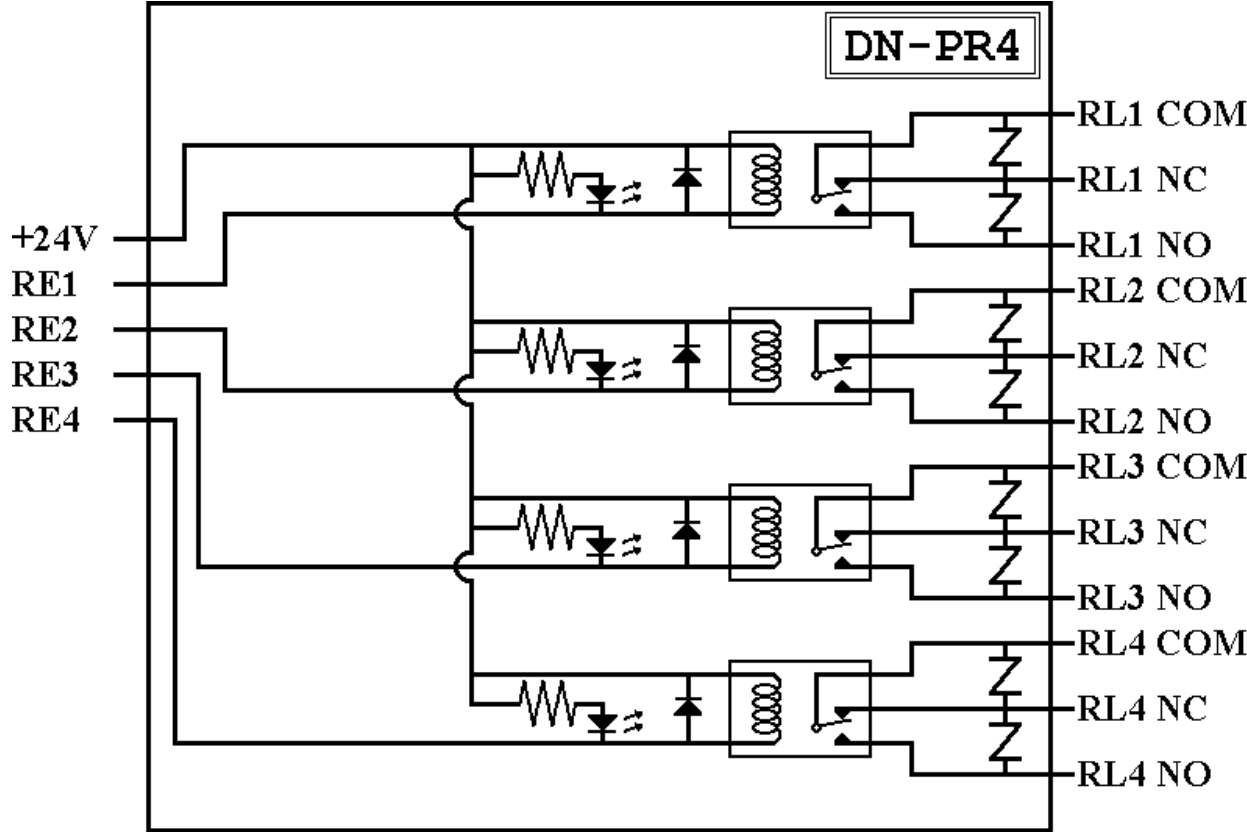 DN-PR4
+24V
RE1
RE2
RE3
RE4
RL1 COM
RL1 NC
RL1 NO
RL2 COM
RL2 NC
RL2 NO
RL3 COM
RL3 NC
RL3 NO
RL4 COM
RL4 NC
RL4 NO